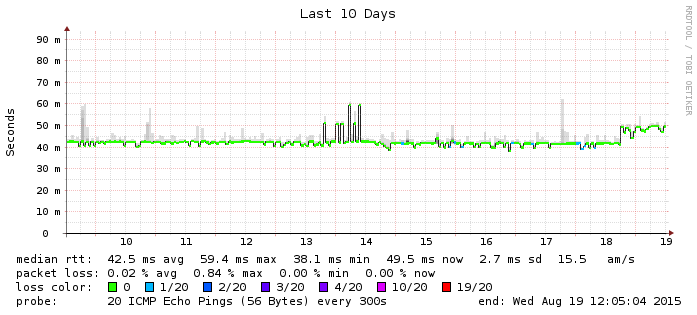 Last 10 Days
RRDTOOL / TOBI OETIKER
Seconds
90 m
80 m
70 m
60 m
50 m
40 m
30 m
20 m
10 m
0
10 11 12 13 14 15 16 17 18 19
median rtt: 42.5 ms avg 59.4 ms max 38.1 ms min 49.5 ms now 2.7 ms sd 15.5 am/s
packet loss: 0.02 % avg 0.84 % max 0.00 % min 0.00 % now
loss color: 0 1/20 2/20 3/20 4/20 10/20 19/20
probe: 20 ICMP Echo Pings (56 Bytes) every 300s end: Wed Aug 19 12:05:04 2015